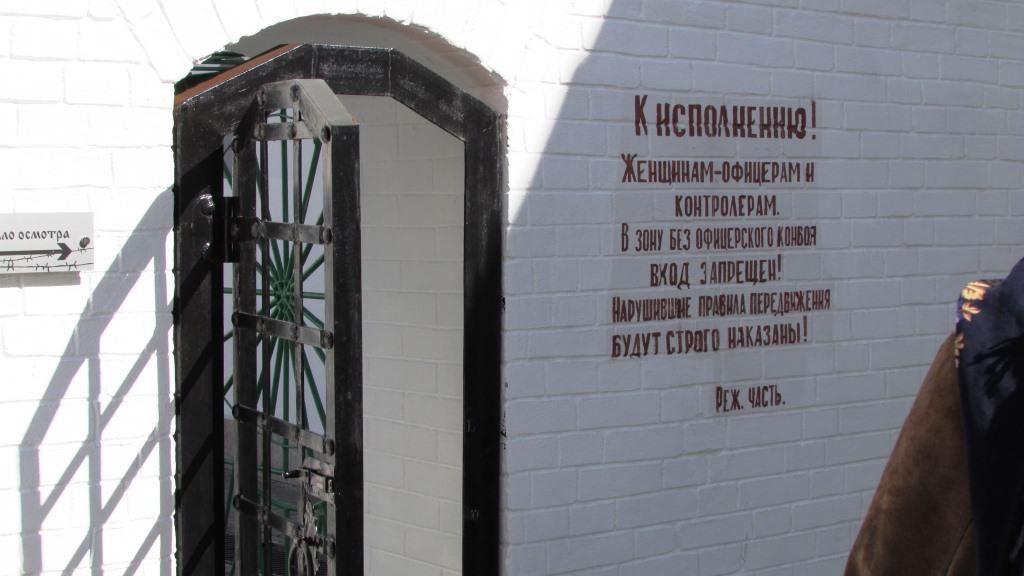 осмотра
К исполнению!
Женщинам-офицерам и
контролерам.
В зону без офицерского конвоя
вход запрещен!
Нарушившие правила передвижения
будут строго наказаны!
Реж. часть.